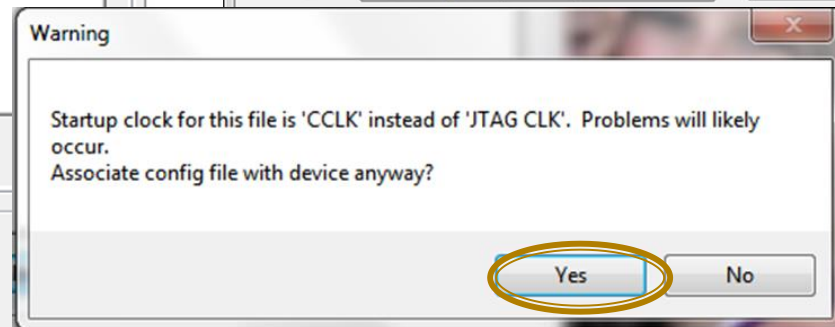 Warning
Startup clock for this file is 'CCLK' instead of 'JTAG CLK'.  Problems will likely
occur.
Associate config file with device anyway?
Yes No